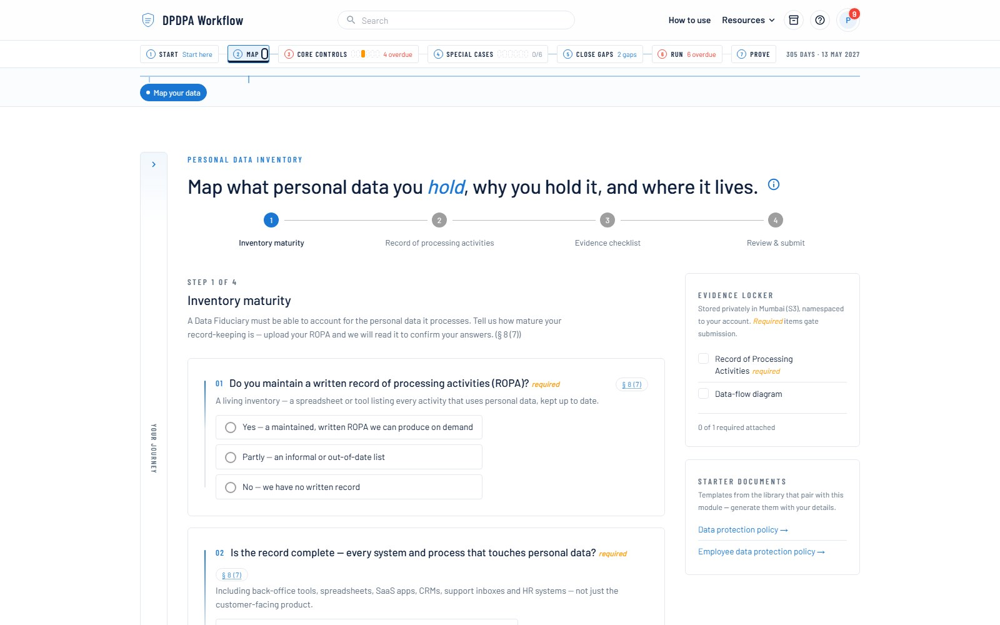 DPDPA Workflow
Search
How to use
Resources
P
9
1 START Start here
2 MAP
3 CORE CONTROLS 4 overdue
4 SPECIAL CASES 0/6
5 CLOSE GAPS 2 gaps
6 RUN 6 overdue
7 PROVE
305 DAYS · 13 MAY 2027
Map your data
YOUR JOURNEY
PERSONAL DATA INVENTORY
Map what personal data you hold, why you hold it, and where it lives.
1
2
3
4
Inventory maturity
Record of processing activities
Evidence checklist
Review & submit
STEP 1 OF 4
Inventory maturity
A Data Fiduciary must be able to account for the personal data it processes. Tell us how mature your
record-keeping is — upload your ROPA and we will read it to confirm your answers. (§ 8 (7))
01 Do you maintain a written record of processing activities (ROPA)? required § 8 (7)
A living inventory — a spreadsheet or tool listing every activity that uses personal data, kept up to date.
Yes — a maintained, written ROPA we can produce on demand
Partly — an informal or out-of-date list
No — we have no written record
02 Is the record complete — every system and process that touches personal data? required
§ 8 (7)
Including back-office tools, spreadsheets, SaaS apps, CRMs, support inboxes and HR systems — not just the
customer-facing product.
EVIDENCE LOCKER
Stored privately in Mumbai (S3), namespaced
to your account. Required items gate
submission.
Record of Processing
Activities required
Data-flow diagram
0 of 1 required attached
STARTER DOCUMENTS
Templates from the library that pair with this
module — generate them with your details.
Data protection policy →
Employee data protection policy →